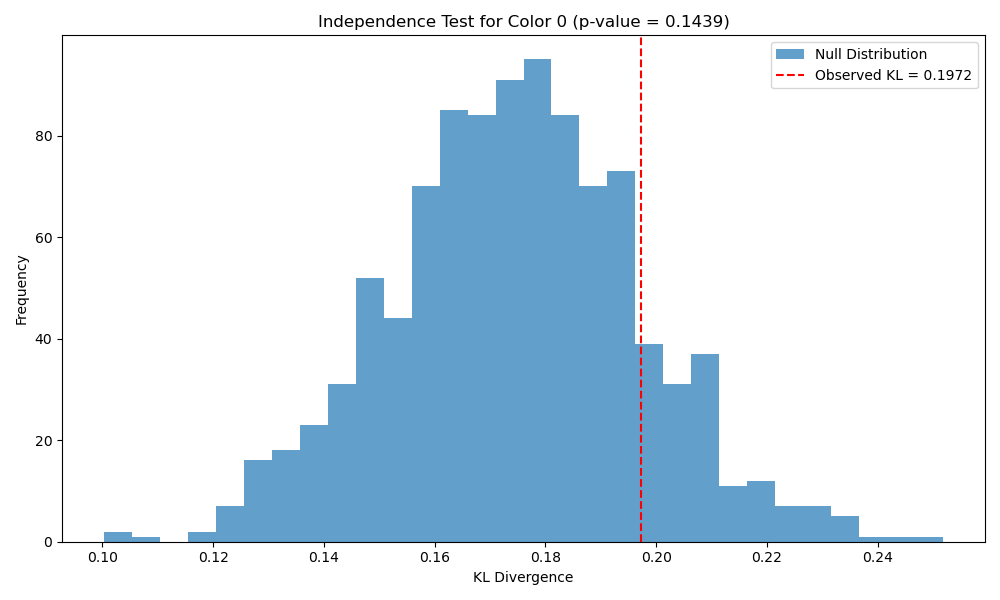 Independence Test for Color 0 (p-value = 0.1439)
Null Distribution
Observed KL = 0.1972
Frequency
80
60
40
20
0
0.10 0.12 0.14 0.16 0.18 0.20 0.22 0.24
KL Divergence